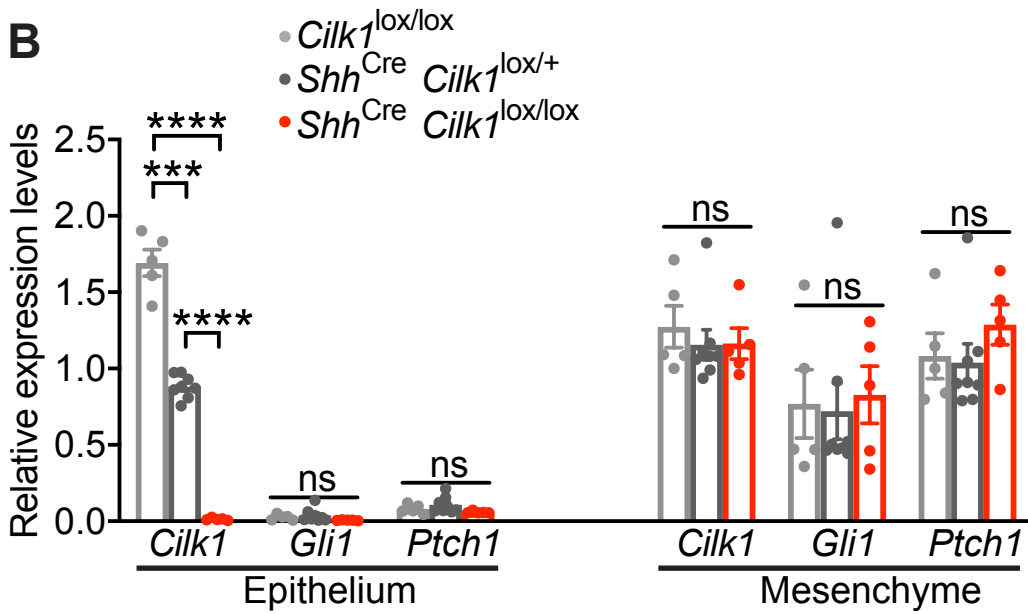 B
Cilk1lox/lox
ShhCre Cilk1lox/+
ShhCre Cilk1lox/lox
Relative expression levels
2.5
2.0
1.5
1.0
0.5
0.0
****
***
****
ns
ns
ns
ns
ns
Cilk1 Gli1 Ptch1 Cilk1 Gli1 Ptch1
Epithelium Mesenchyme